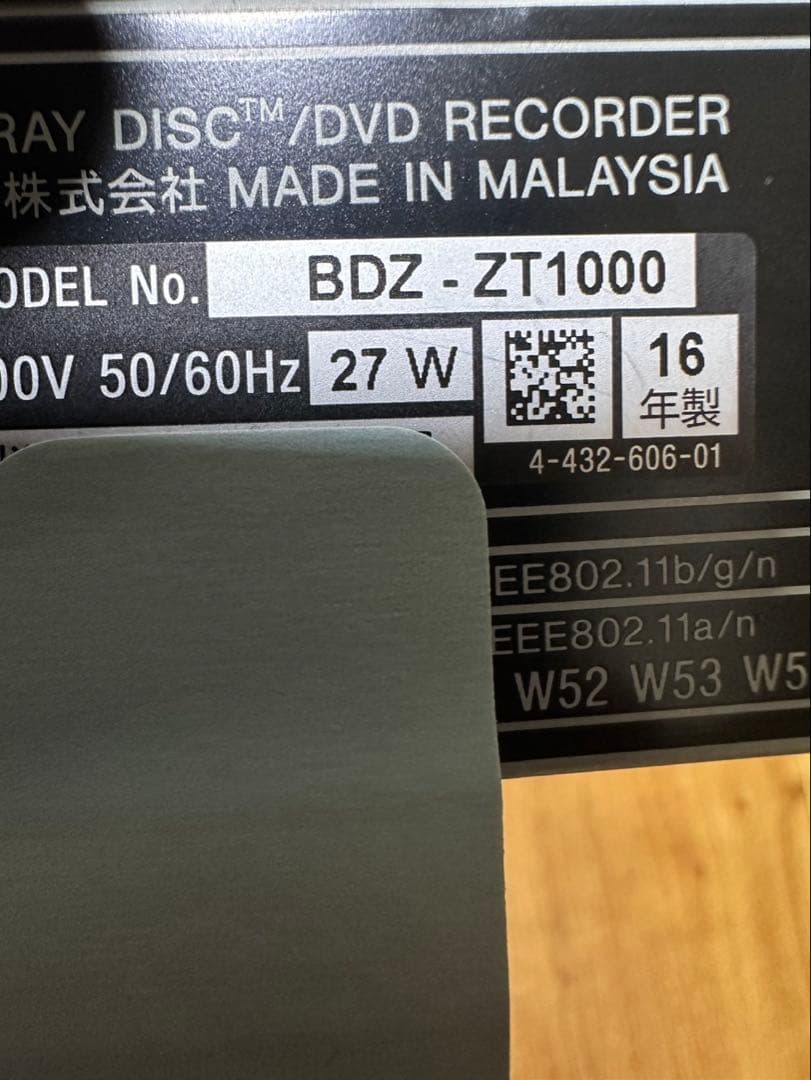 RAY DISC™/DVD RECORDER
株式会社 MADE IN MALAYSIA
ODEL No. BDZ - ZT1000
00V 50/60Hz 27 W
16
年製
4-432-606-01
EE802.11b/g/n
EEE802.11a/n
W52 W53 W5